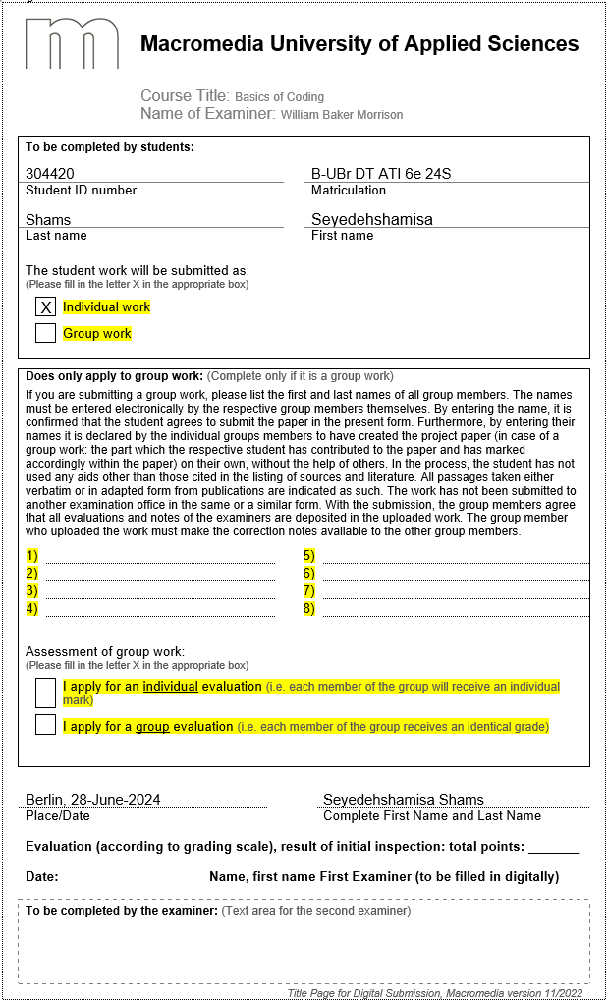 Macromedia University of Applied Sciences
Course Title: Basics of Coding
Name of Examiner: William Baker Morrison
To be completed by students:
304420
B-UBr DT ATI 6e 24S
Student ID number
Matriculation
Shams
Seyedehshamisa
Last name
First name
The student work will be submitted as:
(Please fill in the letter X in the appropriate box)
X Individual work
Group work
Does only apply to group work: (Complete only if it is a group work)
If you are submitting a group work, please list the first and last names of all group members. The names
must be entered electronically by the respective group members themselves. By entering the name, it is
confirmed that the student agrees to submit the paper in the present form. Furthermore, by entering their
names it is declared by the individual groups members to have created the project paper (in case of a
group work: the part which the respective student has contributed to the paper and has marked
accordingly within the paper) on their own, without the help of others. In the process, the student has not
used any aids other than those cited in the listing of sources and literature. All passages taken either
verbatim or in adapted form from publications are indicated as such. The work has not been submitted to
another examination office in the same or a similar form. With the submission, the group members agree
that all evaluations and notes of the examiners are deposited in the uploaded work. The group member
who uploaded the work must make the correction notes available to the other group members.
1)
5)
2)
6)
3)
7)
4)
8)
Assessment of group work:
(Please fill in the letter X in the appropriate box)
I apply for an individual evaluation (i.e. each member of the group will receive an individual
mark)
I apply for a group evaluation (i.e. each member of the group receives an identical grade)
Berlin, 28-June-2024
Seyedehshamisa Shams
Place/Date
Complete First Name and Last Name
Evaluation (according to grading scale), result of initial inspection: total points: _______
Date:
Name, first name First Examiner (to be filled in digitally)
To be completed by the examiner: (Text area for the second examiner)
Title Page for Digital Submission, Macromedia version 11/2022